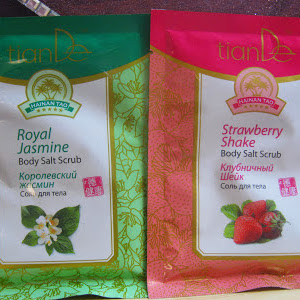 tianDe
HAINAN TAO
Royal
Jasmine
Body Salt Scrub
Королевский
жасмин
Соль для тела
tianDe
HAINAN TAO
Strawberry
Shake
Body Salt Scrub
Клубничный
Шейк
Соль для тела